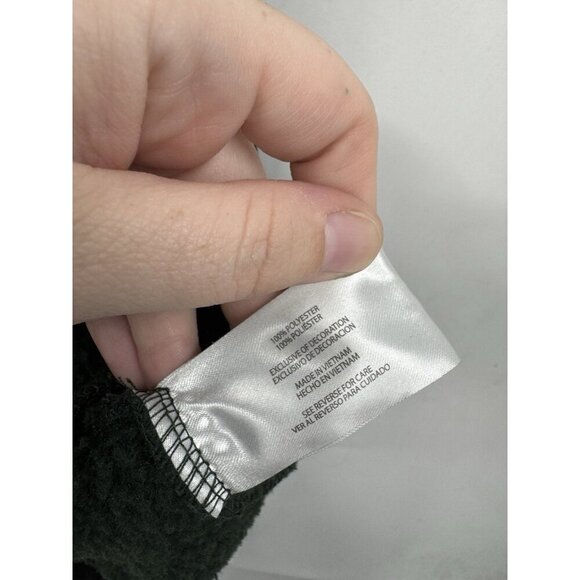 100% POLYESTER
100% POLIÉSTER
EXCLUSIVE OF DECORATION
EXCLUSIVO DE DECORACION
MADE IN VIETNAM
HECHO EN VIETNAM
SEE REVERSE FOR CARE
VER AL REVERSO PARA CUIDADO